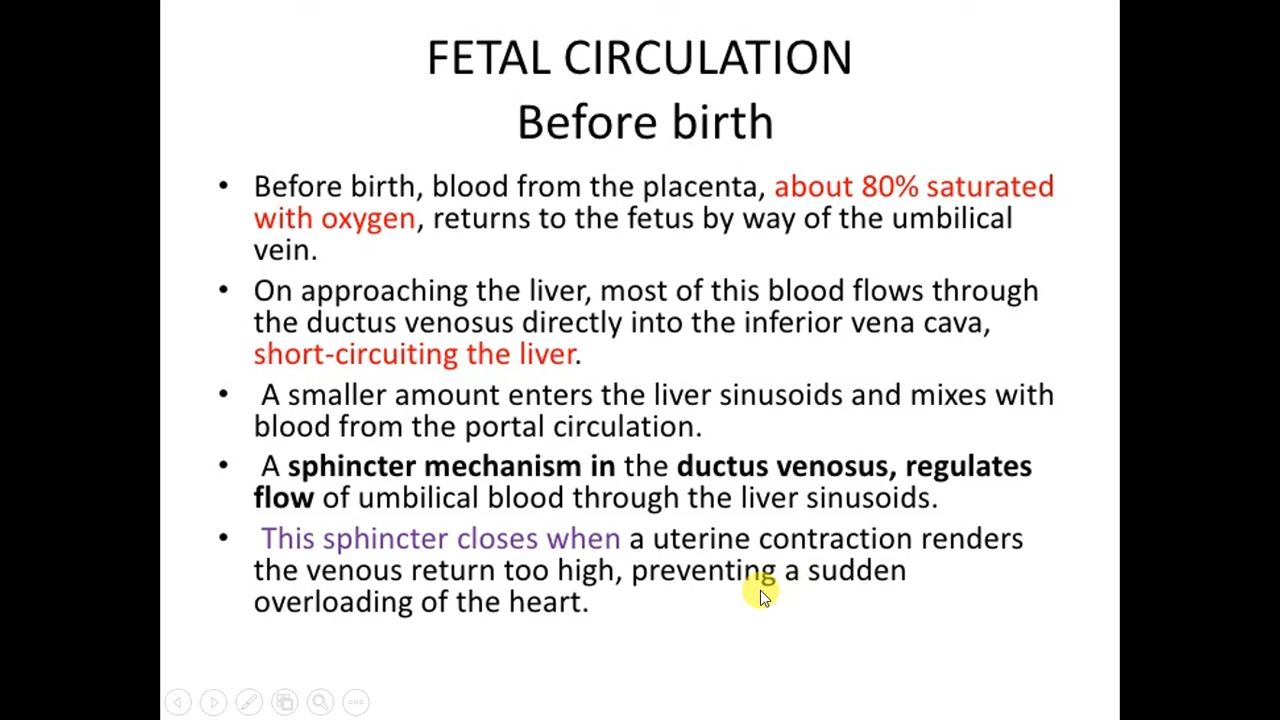 FETAL CIRCULATION
Before birth
• Before birth, blood from the placenta, about 80% saturated
with oxygen, returns to the fetus by way of the umbilical
vein.
• On approaching the liver, most of this blood flows through
the ductus venosus directly into the inferior vena cava,
short-circuiting the liver.
• A smaller amount enters the liver sinusoids and mixes with
blood from the portal circulation.
• A sphincter mechanism in the ductus venosus, regulates
flow of umbilical blood through the liver sinusoids.
• This sphincter closes when a uterine contraction renders
the venous return too high, preventing a sudden
overloading of the heart.